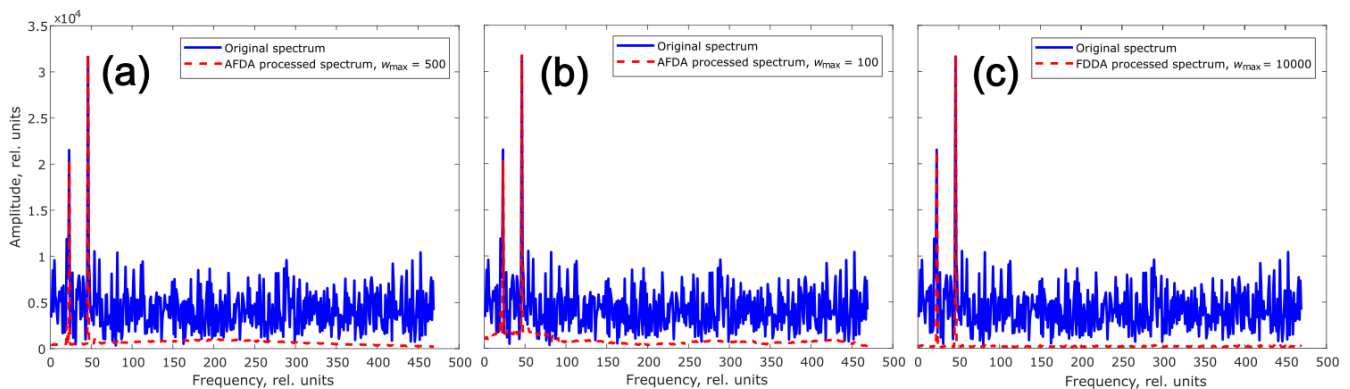 ×10⁴
(a)
Original spectrum
AFDA processed spectrum, wmax = 500
3.5
3
2.5
2
1.5
1
0.5
0
Amplitude, rel. units
0 50 100 150 200 250 300 350 400 450 500
Frequency, rel. units
(b)
Original spectrum
AFDA processed spectrum, wmax = 100
0 50 100 150 200 250 300 350 400 450 500
Frequency, rel. units
(c)
Original spectrum
FDDA processed spectrum, wmax = 10000
0 50 100 150 200 250 300 350 400 450 500
Frequency, rel. units